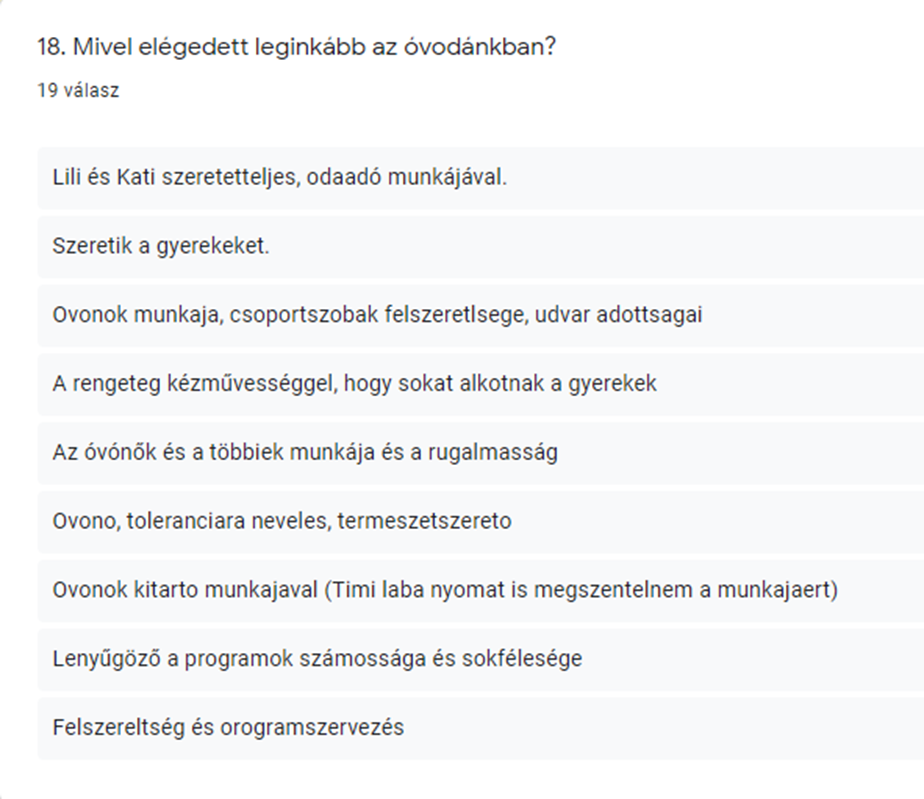 18. Mivel elégedett leginkább az óvodánkban?
19 válasz
Lili és Kati szeretetteljes, odaadó munkájával.
Szeretik a gyerekeket.
Ovonok munkaja, csoportszobak felszeretlsege, udvar adottsagai
A rengeteg kézművességgel, hogy sokat alkotnak a gyerekek
Az óvónők és a többiek munkája és a rugalmasság
Ovono, toleranciara neveles, termeszetszereto
Ovonok kitarto munkajaval (Timi laba nyomat is megszentelnem a munkajaert)
Lenyűgöző a programok számossága és sokfélesége
Felszereltség és orogramszervezés